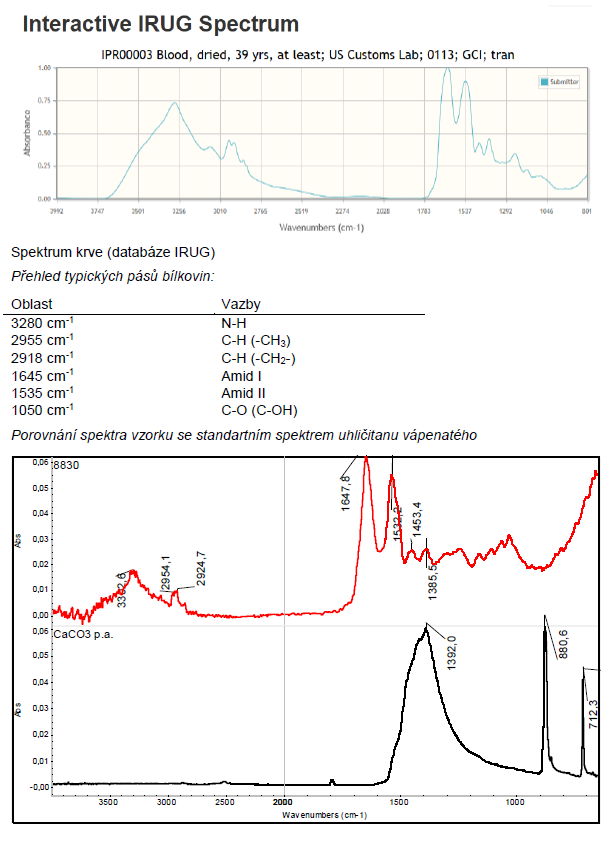 Interactive IRUG Spectrum
IPR00003 Blood, dried, 39 yrs, at least; US Customs Lab; 0113; GCI; tran
1.00
0.75
0.50
0.25
0.00
Absorbance
Submitter
3992 3747 3501 3256 3010 2765 2519 2274 2028 1783 1537 1292 1046 801
Wavenumbers (cm-1)
Spektrum krve (databáze IRUG)
Přehled typických pásů bílkovin:
Oblast Vazby
3280 cm-1 N-H
2955 cm-1 C-H (-CH3)
2918 cm-1 C-H (-CH2-)
1645 cm-1 Amid I
1535 cm-1 Amid II
1050 cm-1 C-O (C-OH)
Porovnání spektra vzorku se standartním spektrem uhličitanu vápenatého
8830
0,06
0,05
0,04
0,03
0,02
0,01
0,00
Abs
3302,6
2954,1
2924,7
1647,8
1532,2
1453,4
1385,5
CaCO3 p.a.
0,06
0,05
0,04
0,03
0,02
0,01
-0,00
Abs
1392,0
880,6
712,3
3500 3000 2500 2000 1500 1000
Wavenumbers (cm-1)